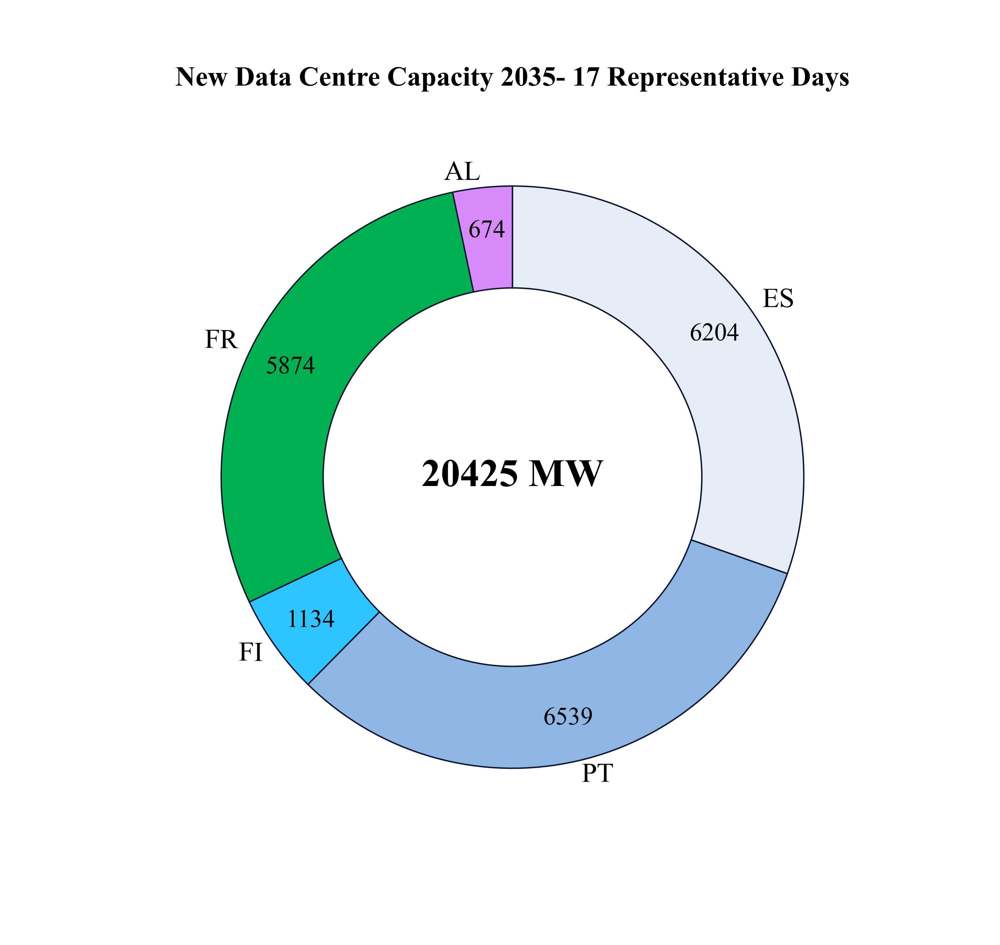 New Data Centre Capacity 2035- 17 Representative Days
AL
674
ES
6204
FR
5874
20425 MW
1134
FI
6539
PT